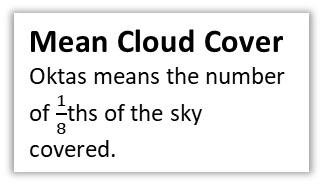 Mean Cloud Cover
Oktas means the number
of 1/8ths of the sky
covered.